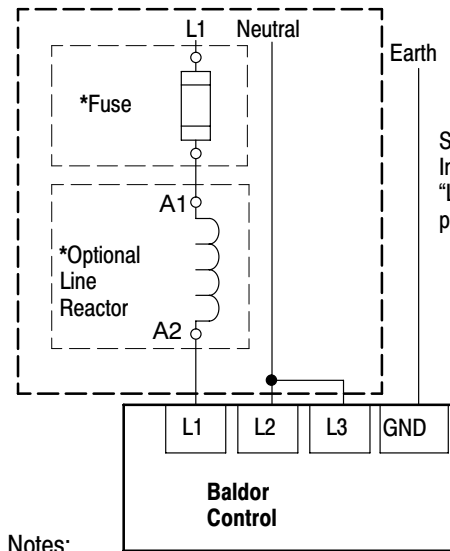 L1 Neutral
Earth
*Fuse
A1
*Optional
Line
Reactor
A2
L1 L2 L3 GND
Baldor
Control
Notes: